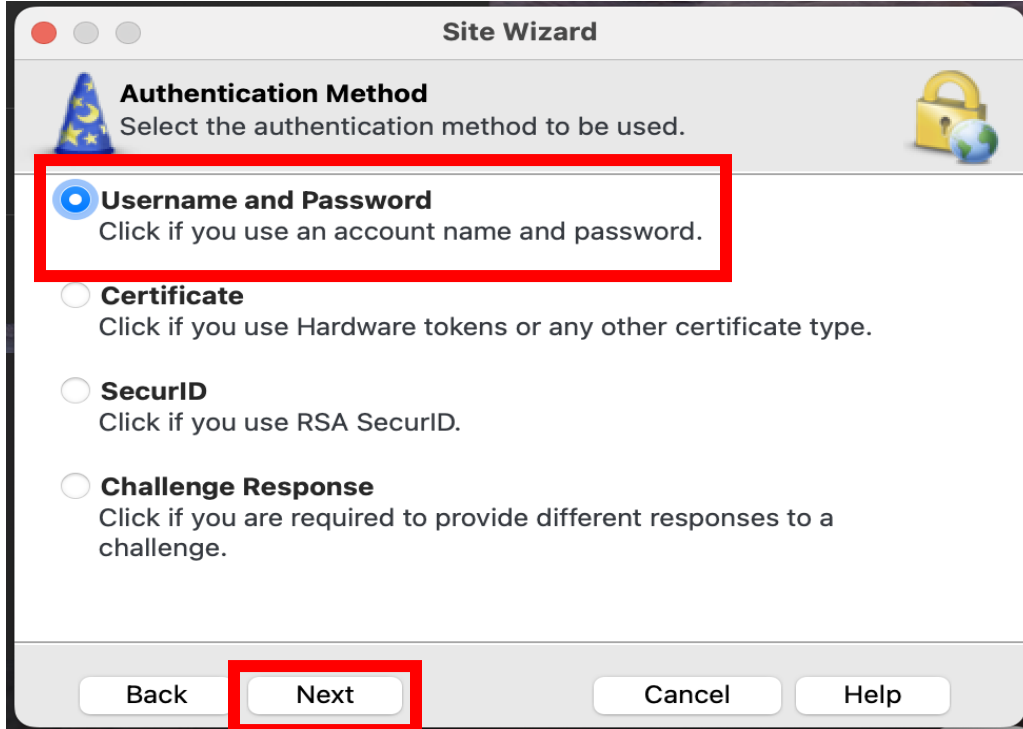 Site Wizard
Authentication Method
Select the authentication method to be used.
Username and Password
Click if you use an account name and password.
Certificate
Click if you use Hardware tokens or any other certificate type.
SecurID
Click if you use RSA SecurID.
Challenge Response
Click if you are required to provide different responses to a
challenge.
Back Next Cancel Help